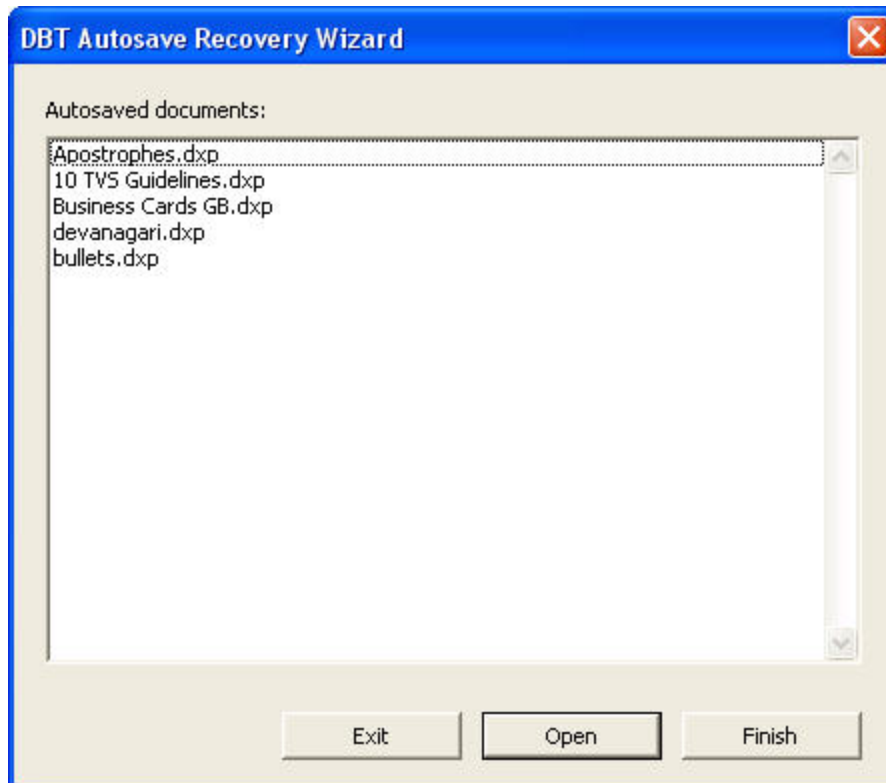 DBT Autosave Recovery Wizard
Autosaved documents:
Apostrophes.dxp
10 TVS Guidelines.dxp
Business Cards GB.dxp
devanagari.dxp
bullets.dxp
Exit Open Finish